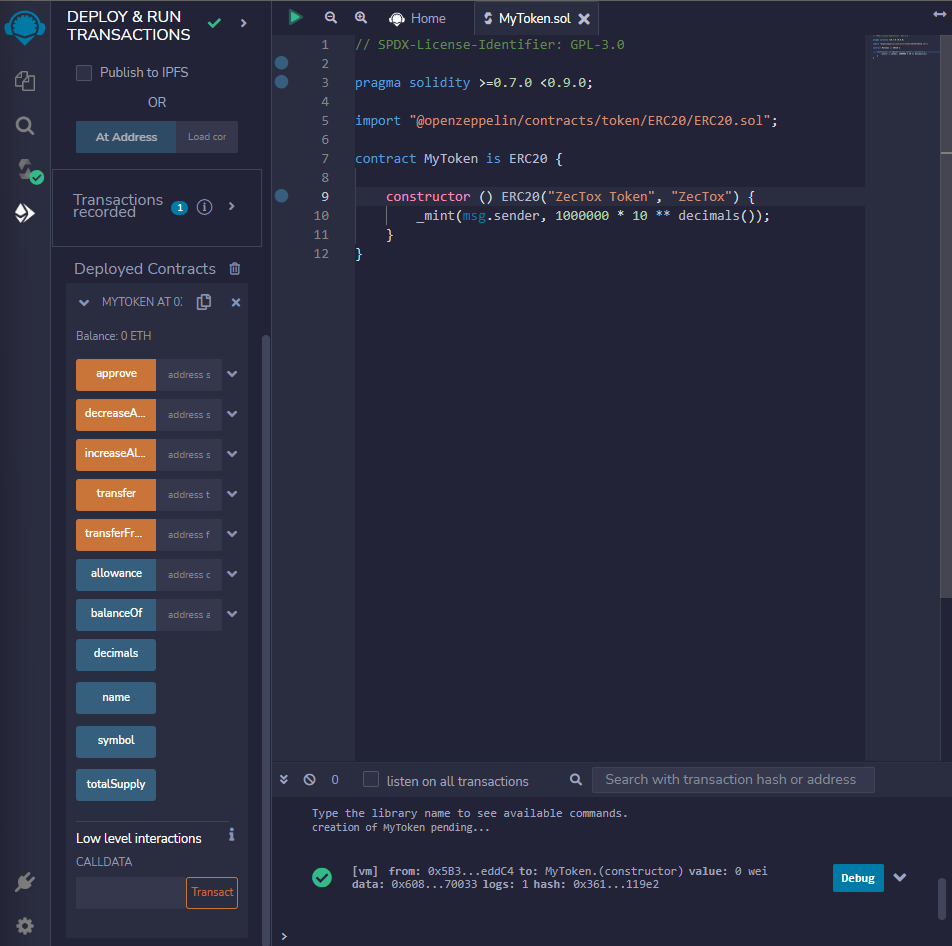 DEPLOY & RUN
TRANSACTIONS
Publish to IPFS
OR
At Address
Load cor
Transactions
recorded
1
Deployed Contracts
MYTOKEN AT 0
Balance: 0 ETH
approve
address s
decreaseA...
address s
increaseAl...
address s
transfer
address t
transferFr...
address f
allowance
address c
balanceOf
address a
decimals
name
symbol
totalSupply
Low level interactions
CALLDATA
Transact
Home
MyToken.sol
1 // SPDX-License-Identifier: GPL-3.0
2
3 pragma solidity >=0.7.0 <0.9.0;
4
5 import "@openzeppelin/contracts/token/ERC20/ERC20.sol";
6
7 contract MyToken is ERC20 {
8
9 constructor () ERC20("ZecTox Token", "ZecTox") {
10 _mint(msg.sender, 1000000 * 10 ** decimals());
11 }
12 }
0
listen on all transactions
Search with transaction hash or address
Type the library name to see available commands.
creation of MyToken pending...
[vm] from: 0x5B3...eddC4 to: MyToken.(constructor) value: 0 wei
data: 0x608...70033 logs: 1 hash: 0x361...119e2
Debug
>